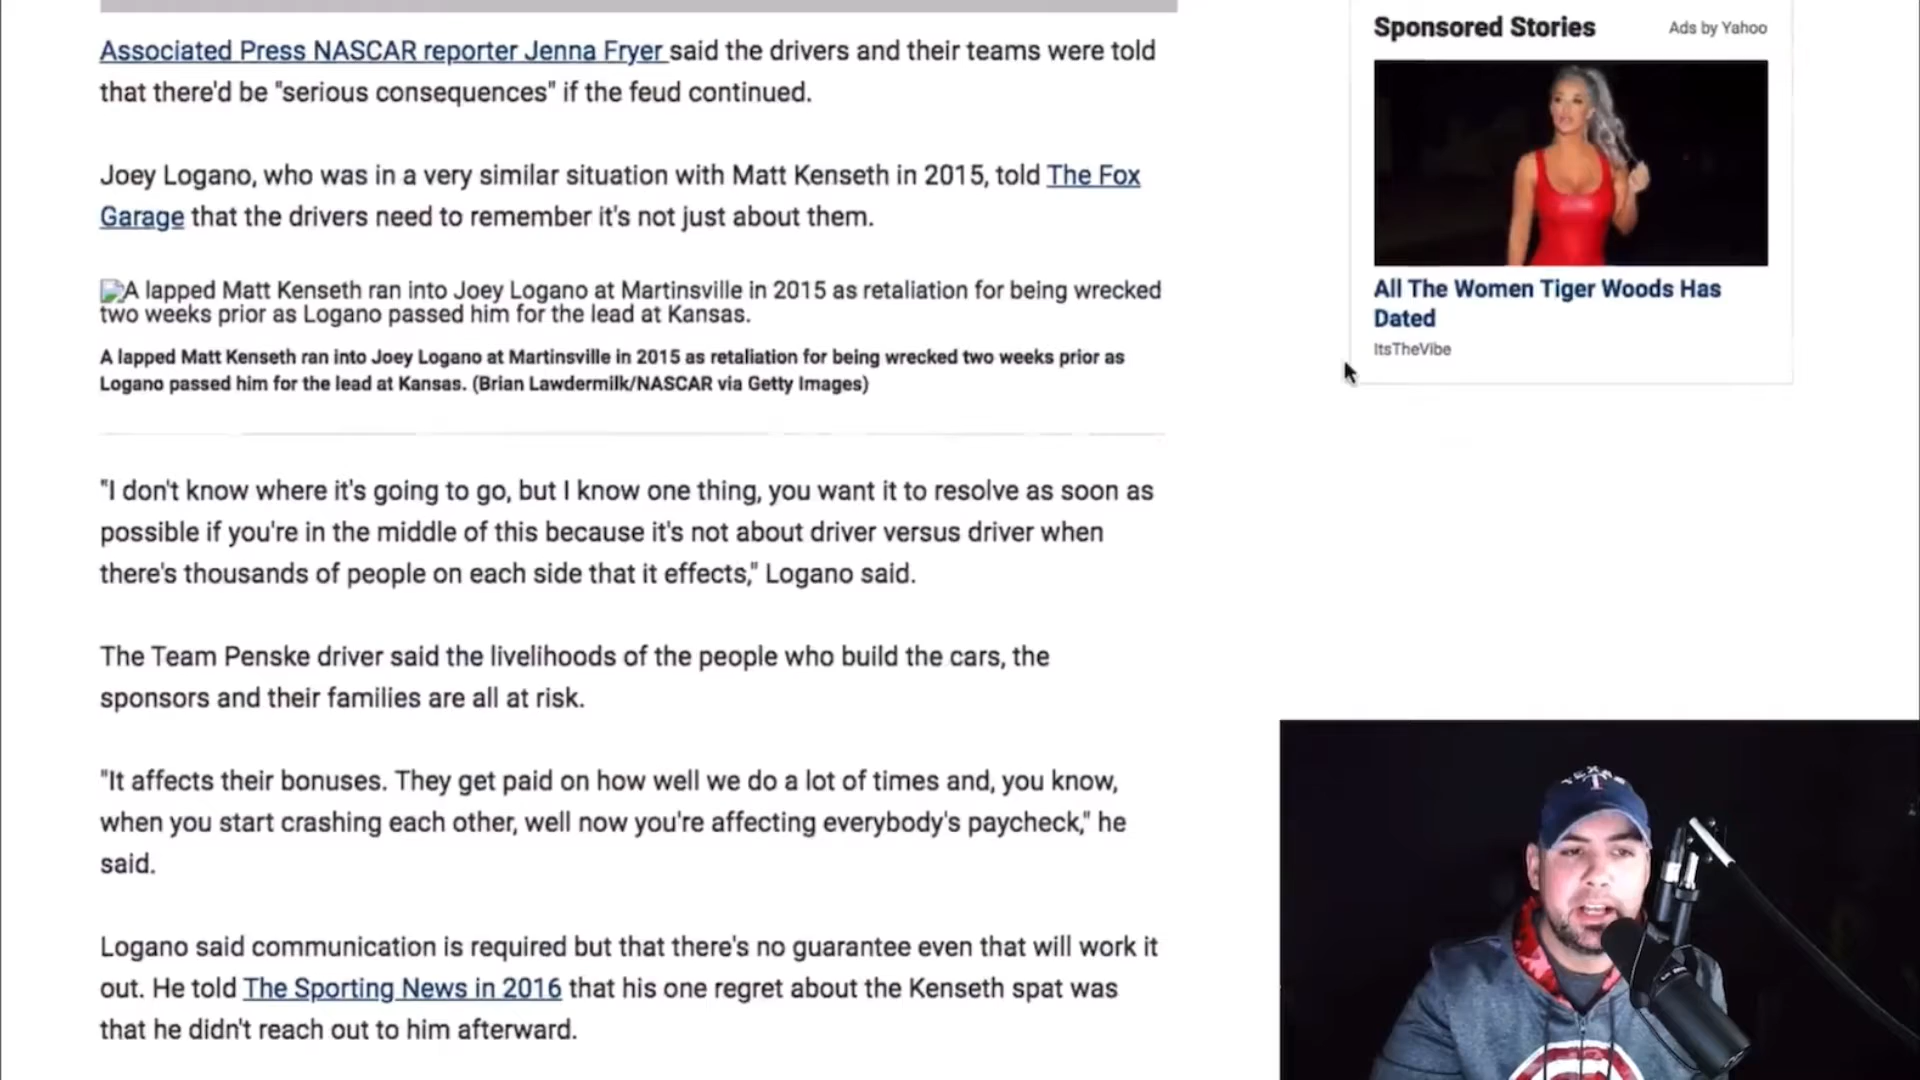 Associated Press NASCAR reporter Jenna Fryer said the drivers and their teams were told
that there'd be "serious consequences" if the feud continued.
Joey Logano, who was in a very similar situation with Matt Kenseth in 2015, told The Fox
Garage that the drivers need to remember it's not just about them.
A lapped Matt Kenseth ran into Joey Logano at Martinsville in 2015 as retaliation for being wrecked
two weeks prior as Logano passed him for the lead at Kansas.
A lapped Matt Kenseth ran into Joey Logano at Martinsville in 2015 as retaliation for being wrecked two weeks prior as
Logano passed him for the lead at Kansas. (Brian Lawdermilk/NASCAR via Getty Images)
"I don't know where it's going to go, but I know one thing, you want it to resolve as soon as
possible if you're in the middle of this because it's not about driver versus driver when
there's thousands of people on each side that it effects," Logano said.
The Team Penske driver said the livelihoods of the people who build the cars, the
sponsors and their families are all at risk.
"It affects their bonuses. They get paid on how well we do a lot of times and, you know,
when you start crashing each other, well now you're affecting everybody's paycheck," he
said.
Logano said communication is required but that there's no guarantee even that will work it
out. He told The Sporting News in 2016 that his one regret about the Kenseth spat was
that he didn't reach out to him afterward.
Sponsored Stories
Ads by Yahoo
All The Women Tiger Woods Has
Dated
ItsTheVibe
TEXAS
T